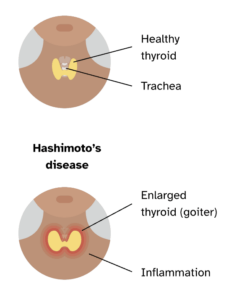 Healthy
thyroid
Trachea
Hashimoto's
disease
Enlarged
thyroid (goiter)
Inflammation